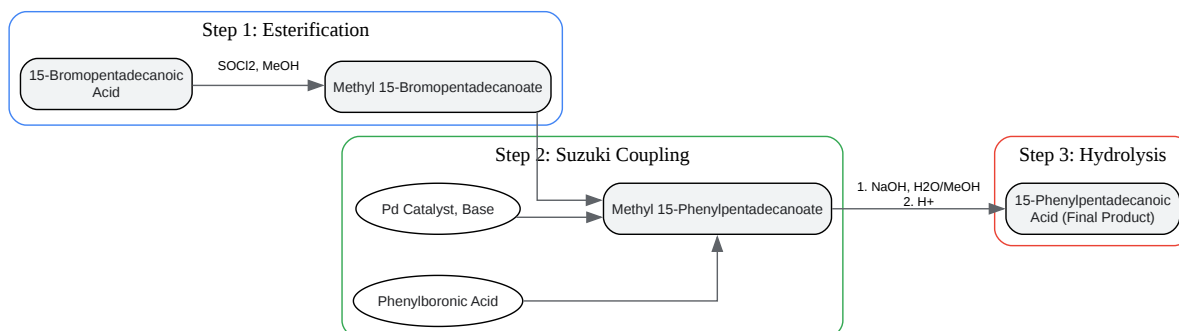 Step 1: Esterification
15-Bromopentadecanoic
Acid
SOCl2, MeOH
Methyl 15-Bromopentadecanoate
Step 2: Suzuki Coupling
Pd Catalyst, Base
Methyl 15-Phenylpentadecanoate
Phenylboronic Acid
1. NaOH, H2O/MeOH
2. H+
Step 3: Hydrolysis
15-Phenylpentadecanoic
Acid (Final Product)